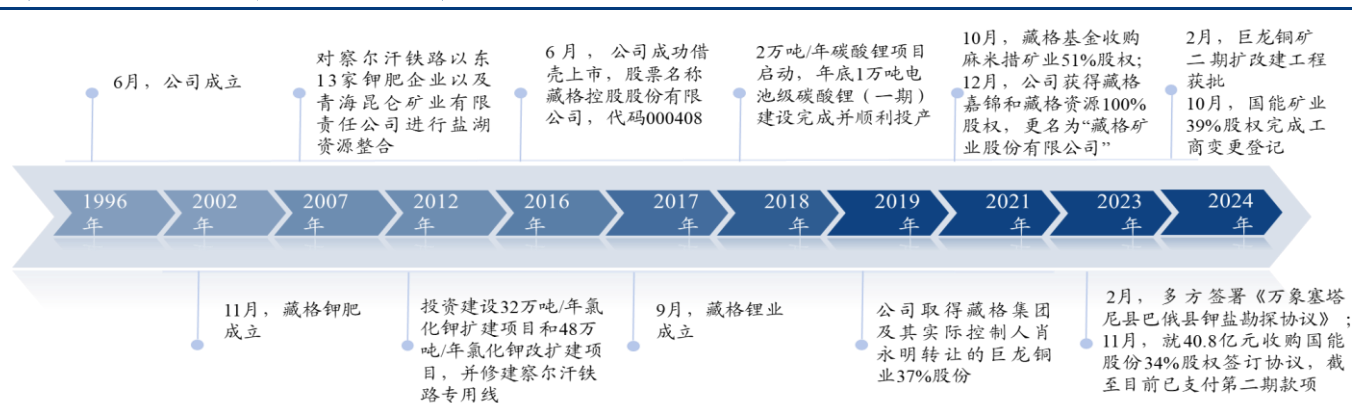 6月，公司成立
对察尔汗铁路以东
13家钾肥企业以及
青海昆仑矿业有限
责任公司进行盐湖
资源整合
6月，公司成功借
壳上市，股票名称
藏格控股股份有限
公司，代码000408
2万吨/年碳酸锂项目
启动，年底1万吨电
池级碳酸锂（一期）
建设完成并顺利投产
10月，藏格基金收购
麻米措矿业51%股权；
12月，公司获得藏格
嘉锦和藏格资源100%
股权，更名为“藏格矿
业股份有限公司”
2月，巨龙铜矿
二期扩改建工程
获批
10月，国能矿业
39%股权完成工
商变更登记
1996
年
2002
年
2007
年
2012
年
2016
年
2017
年
2018
年
2019
年
2021
年
2023
年
2024
年
11月，藏格钾肥
成立
投资建设32万吨/年氯
化钾扩建项目和48万
吨/年氯化钾改扩建项
目，并修建察尔汗铁
路专用线
9月，藏格锂业
成立
公司取得藏格集团
及其实际控制人肖
永明转让的巨龙铜
业37%股份
2月，多方签署《万象塞塔
尼县巴俄县钾盐勘探协议》；
11月，就40.8亿元收购国能
股份34%股权签订协议，截
至目前已支付第二期款项